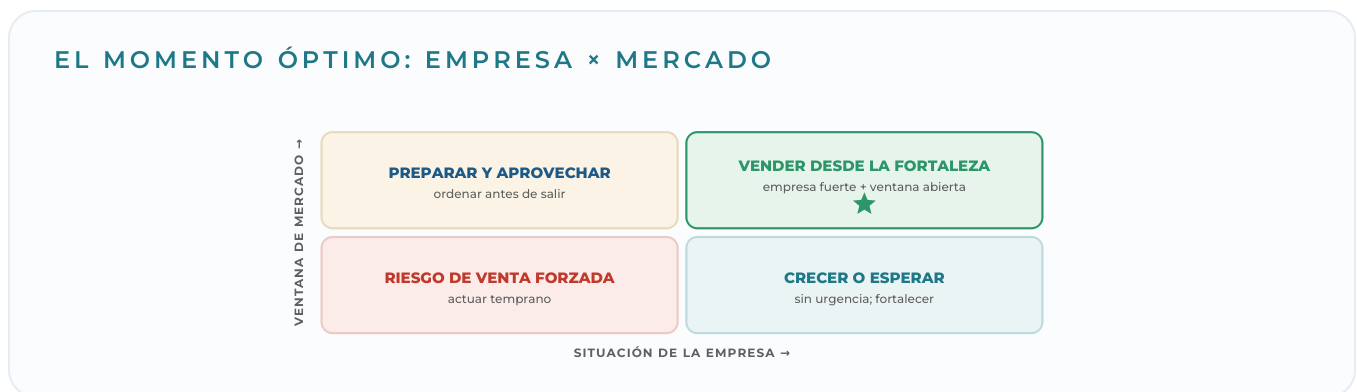 EL MOMENTO ÓPTIMO: EMPRESA × MERCADO
VENTANA DE MERCADO →
PREPARAR Y APROVECHAR
ordenar antes de salir
VENDER DESDE LA FORTALEZA
empresa fuerte + ventana abierta
RIESGO DE VENTA FORZADA
actuar temprano
CRECER O ESPERAR
sin urgencia; fortalecer
SITUACIÓN DE LA EMPRESA →